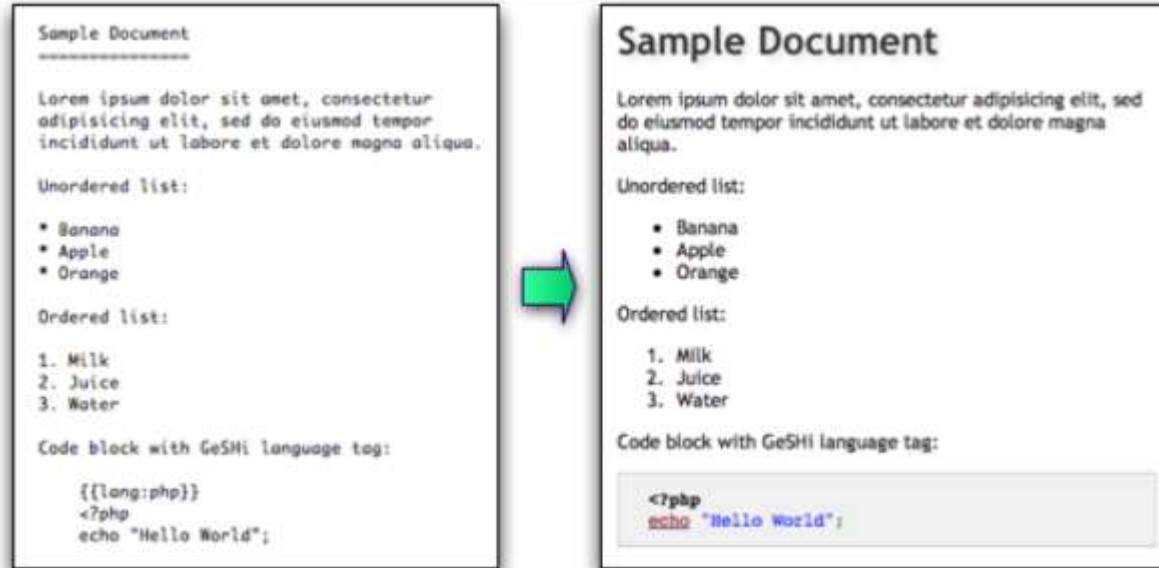 Sample Document
===============
Lorem ipsum dolor sit amet, consectetur
adipisicing elit, sed do eiusmod tempor
incididunt ut labore et dolore magna aliqua.
Unordered list:
* Banana
* Apple
* Orange
Ordered list:
1. Milk
2. Juice
3. Water
Code block with GeSHi language tag:
{{lang:php}}
<?php
echo "Hello World";
Sample Document
Lorem ipsum dolor sit amet, consectetur adipisicing elit, sed
do eiusmod tempor incididunt ut labore et dolore magna
aliqua.
Unordered list:
• Banana
• Apple
• Orange
Ordered list:
1. Milk
2. Juice
3. Water
Code block with GeSHi language tag:
<?php
echo "Hello World";